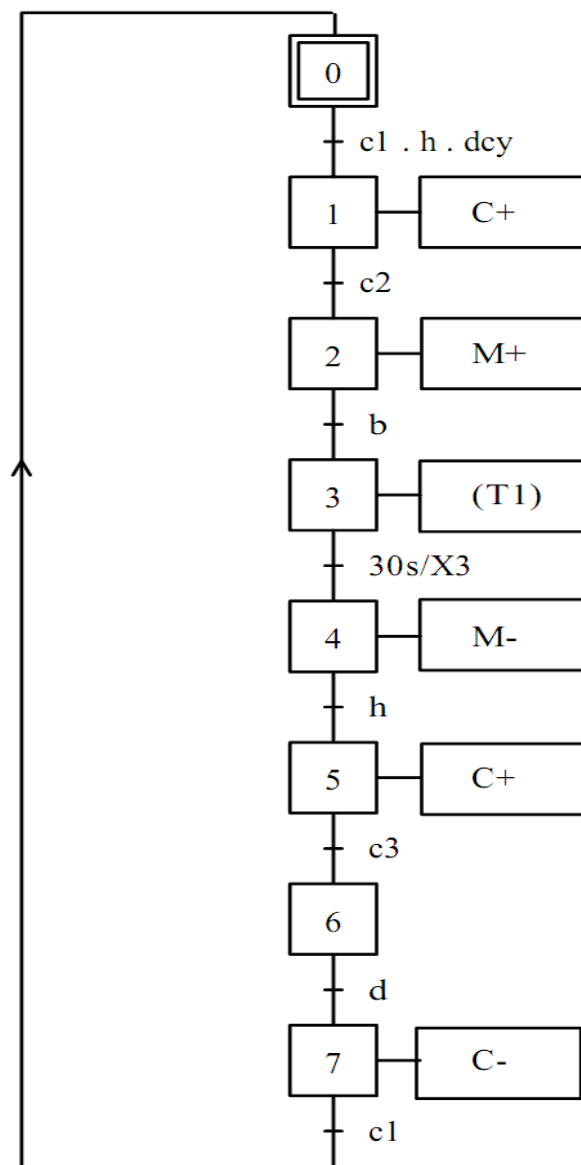 0
c1 . h . dcy
1 C+
c2
2 M+
b
3 (T1)
30s/X3
4 M-
h
5 C+
c3
6
d
7 C-
c1